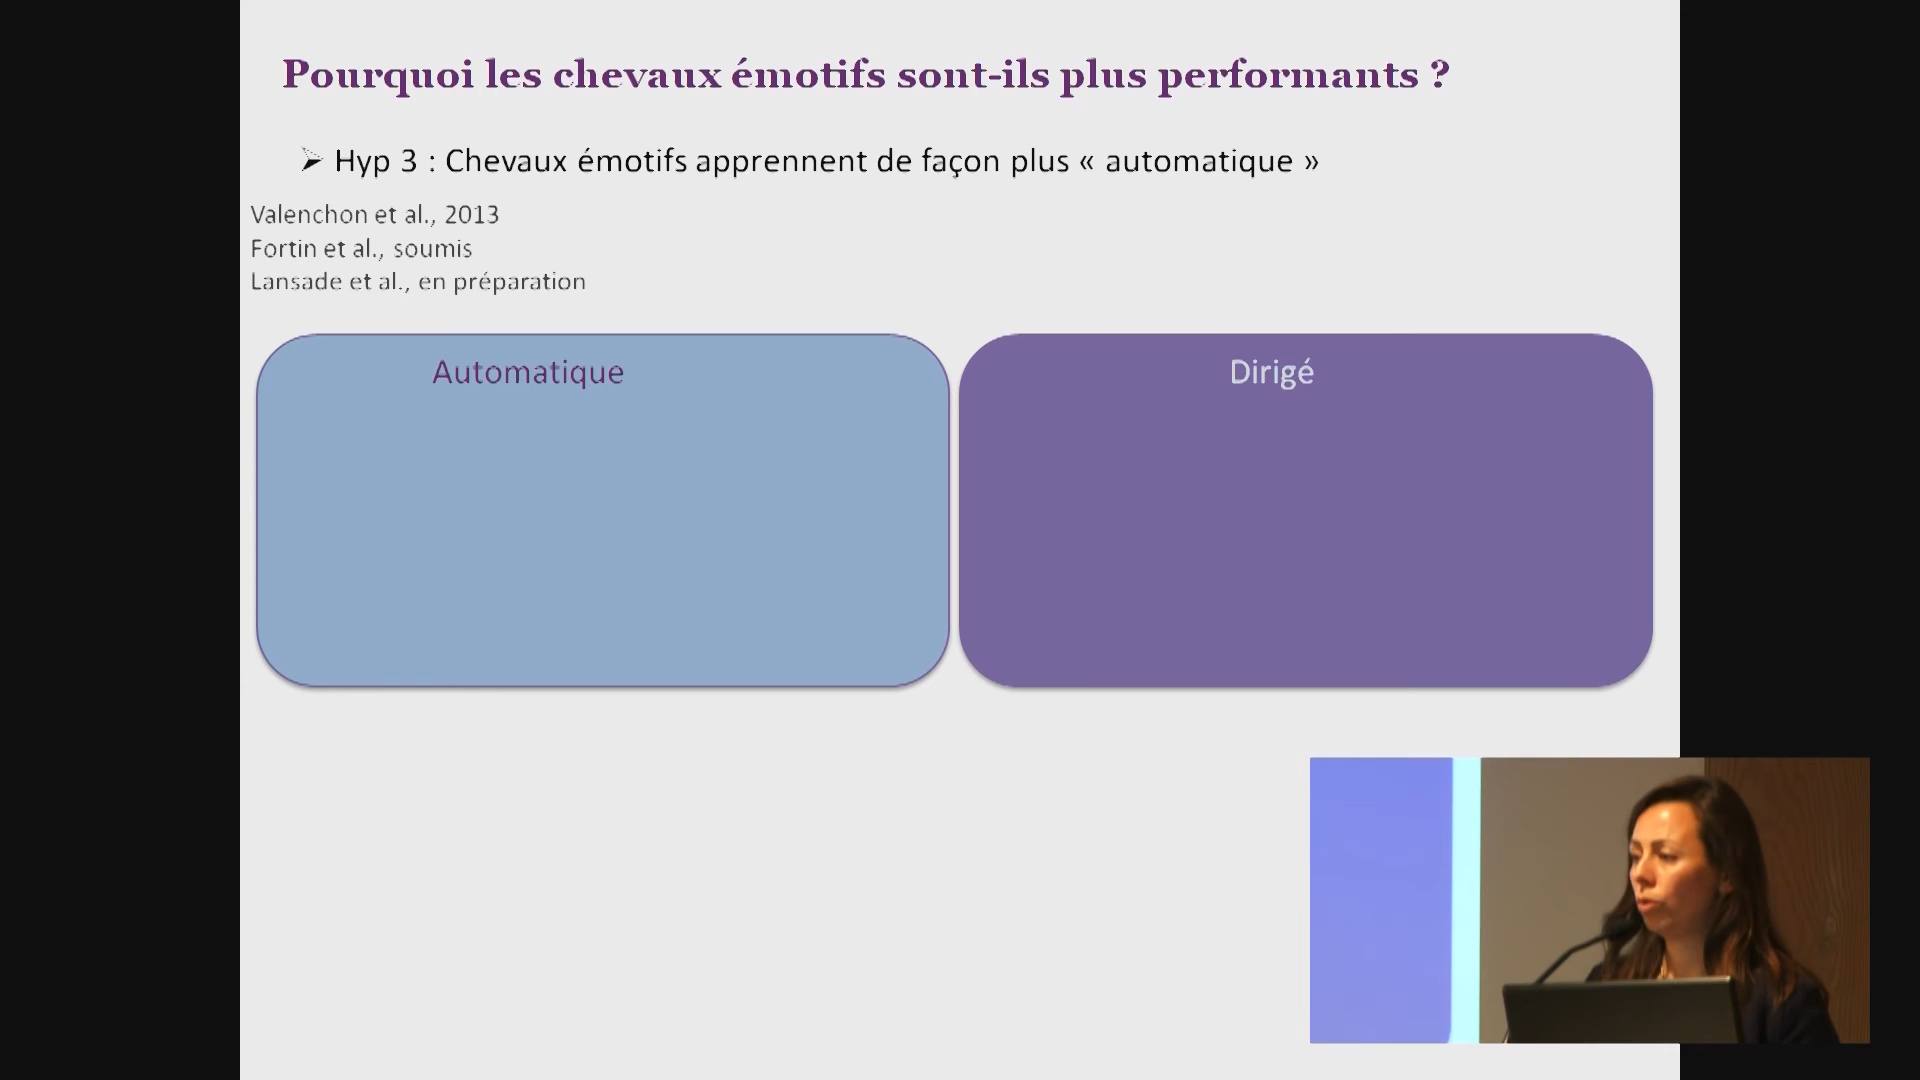 Pourquoi les chevaux émotifs sont-ils plus performants ?
Hyp 3 : Chevaux émotifs apprennent de façon plus « automatique »
Valenchon et al., 2013
Fortin et al., soumis
Lansade et al., en préparation
Automatique
Dirigé